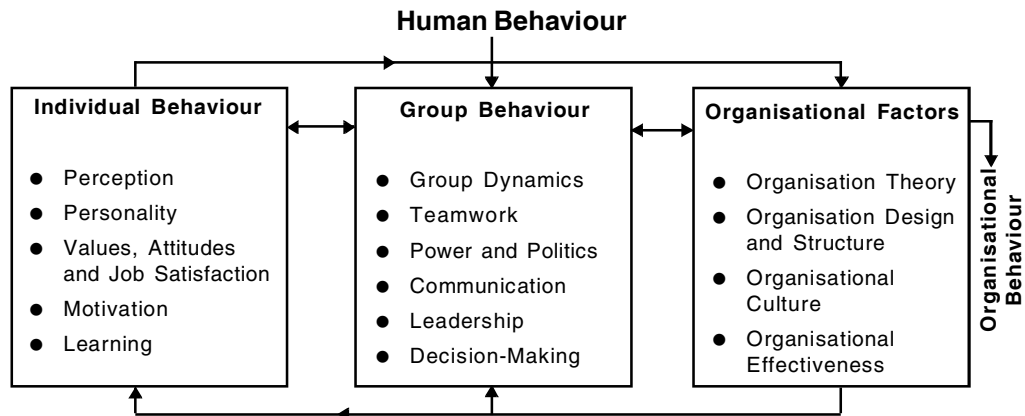 Human Behaviour
Individual Behaviour
● Perception
● Personality
● Values, Attitudes
and Job Satisfaction
● Motivation
● Learning
Group Behaviour
● Group Dynamics
● Teamwork
● Power and Politics
● Communication
● Leadership
● Decision-Making
Organisational Factors
● Organisation Theory
● Organisation Design
and Structure
● Organisational
Culture
● Organisational
Effectiveness
Organisational
Behaviour